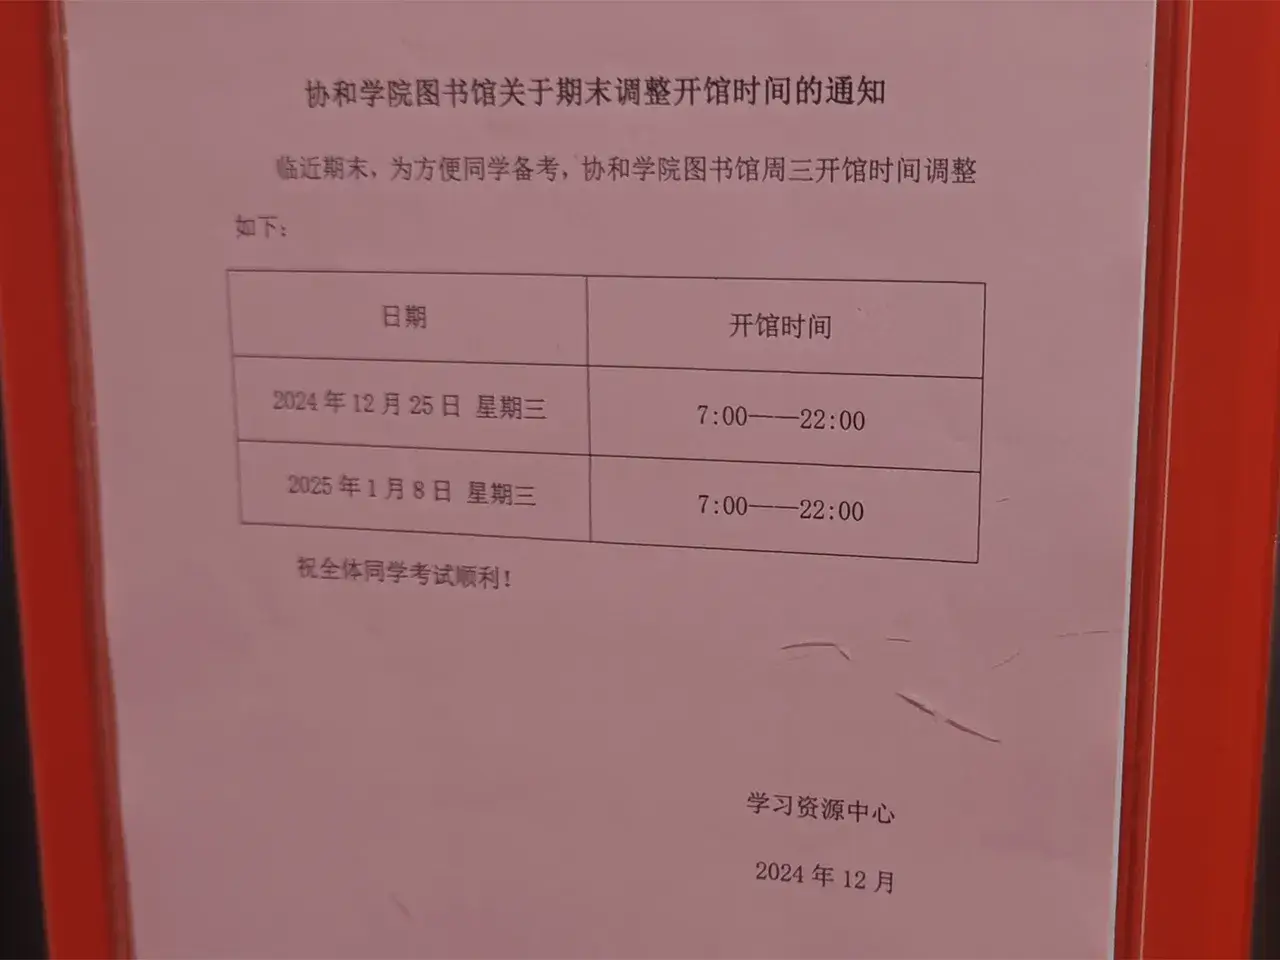 协和学院图书馆关于期末调整开馆时间的通知
临近期末，为方便同学备考，协和学院图书馆周三开馆时间调整
如下：
日期
开馆时间
2024 年 12 月 25 日 星期三
7:00——22:00
2025 年 1 月 8 日 星期三
7:00——22:00
祝全体同学考试顺利！
学习资源中心
2024 年 12 月